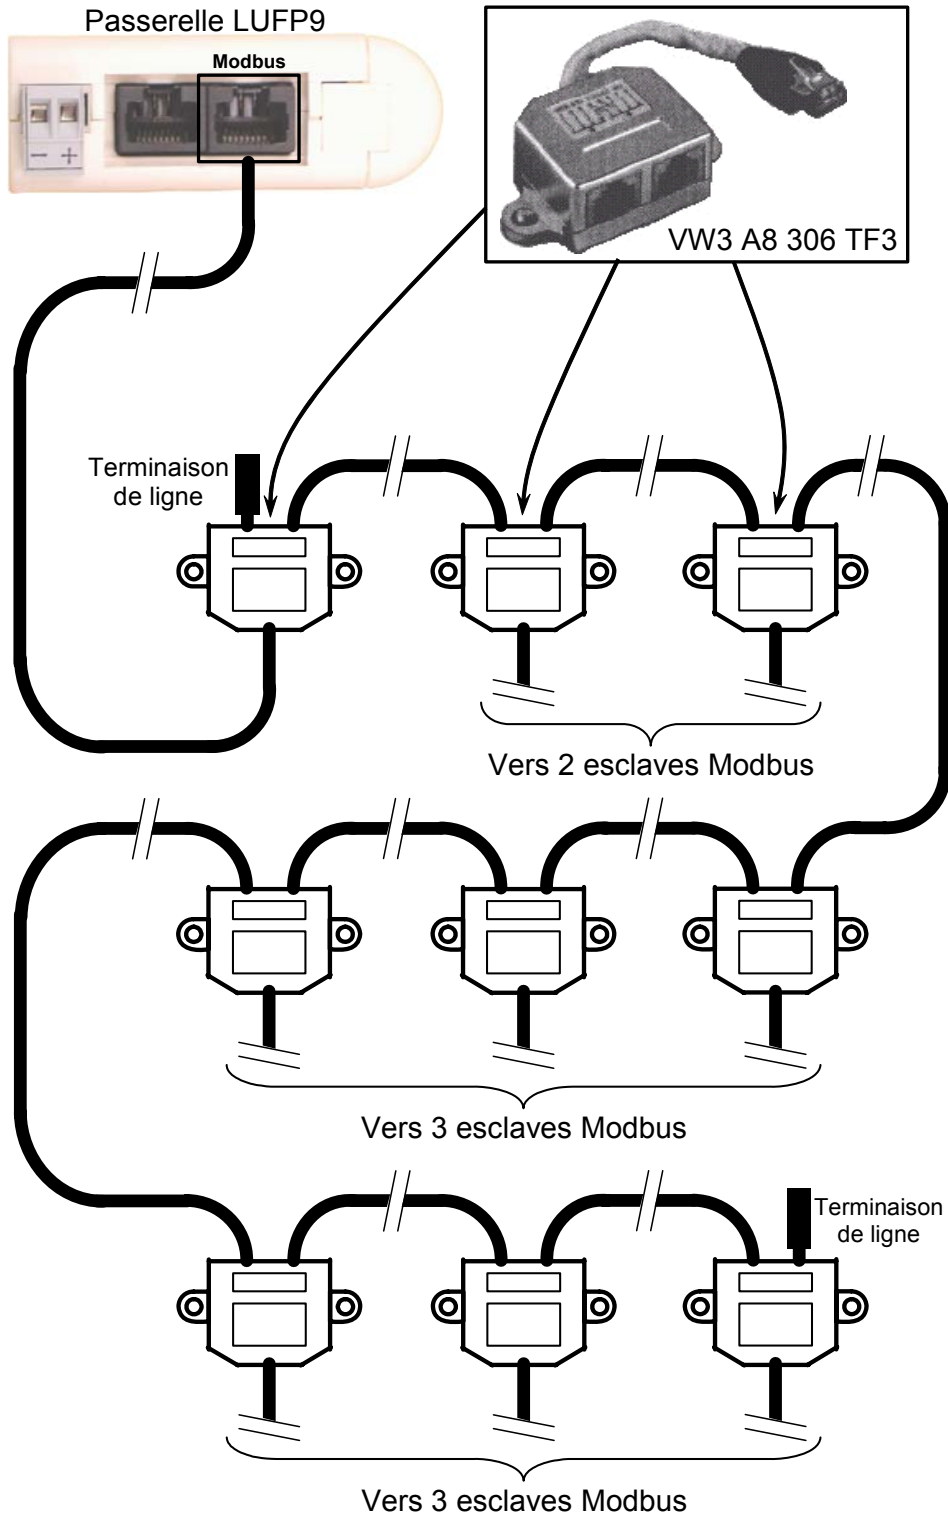 Passerelle LUFP9
Modbus
- +
VW3 A8 306 TF3
Terminaison
de ligne
Vers 2 esclaves Modbus
Vers 3 esclaves Modbus
Terminaison
de ligne
Vers 3 esclaves Modbus